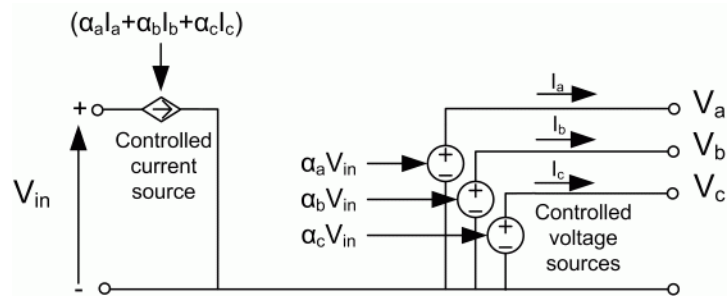 (αaIa+αbIb+αcIc)
+
Controlled
current
source
Vin
-
Ia
Va
Ib
Vb
Ic
Vc
αaVin
αbVin
αcVin
+
−
+
−
+
−
Controlled
voltage
sources